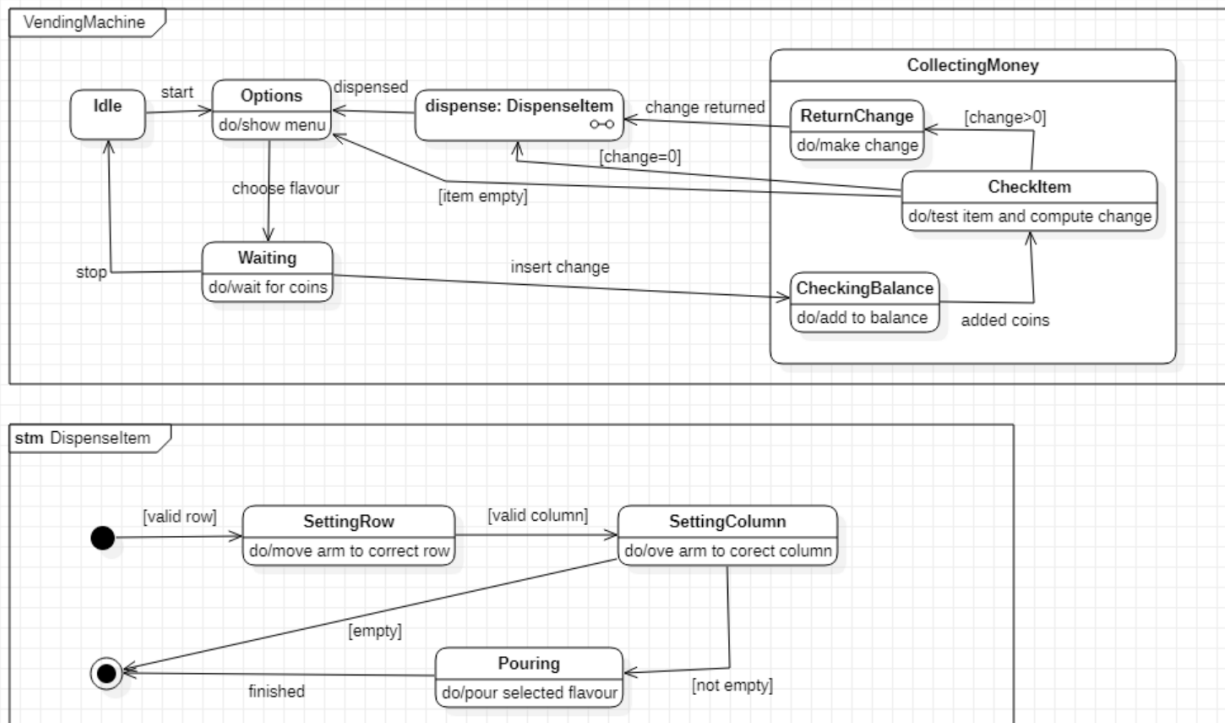 VendingMachine
CollectingMoney
Idle
start
Options
do/show menu
dispensed
dispense: DispenseItem
change returned
ReturnChange
do/make change
[change>0]
[change=0]
[item empty]
CheckItem
do/test item and compute change
choose flavour
Waiting
do/wait for coins
stop
insert change
CheckingBalance
do/add to balance
added coins
stm DispenseItem
[valid row]
SettingRow
do/move arm to correct row
[valid column]
SettingColumn
do/ove arm to corect column
[empty]
Pouring
do/pour selected flavour
finished
[not empty]